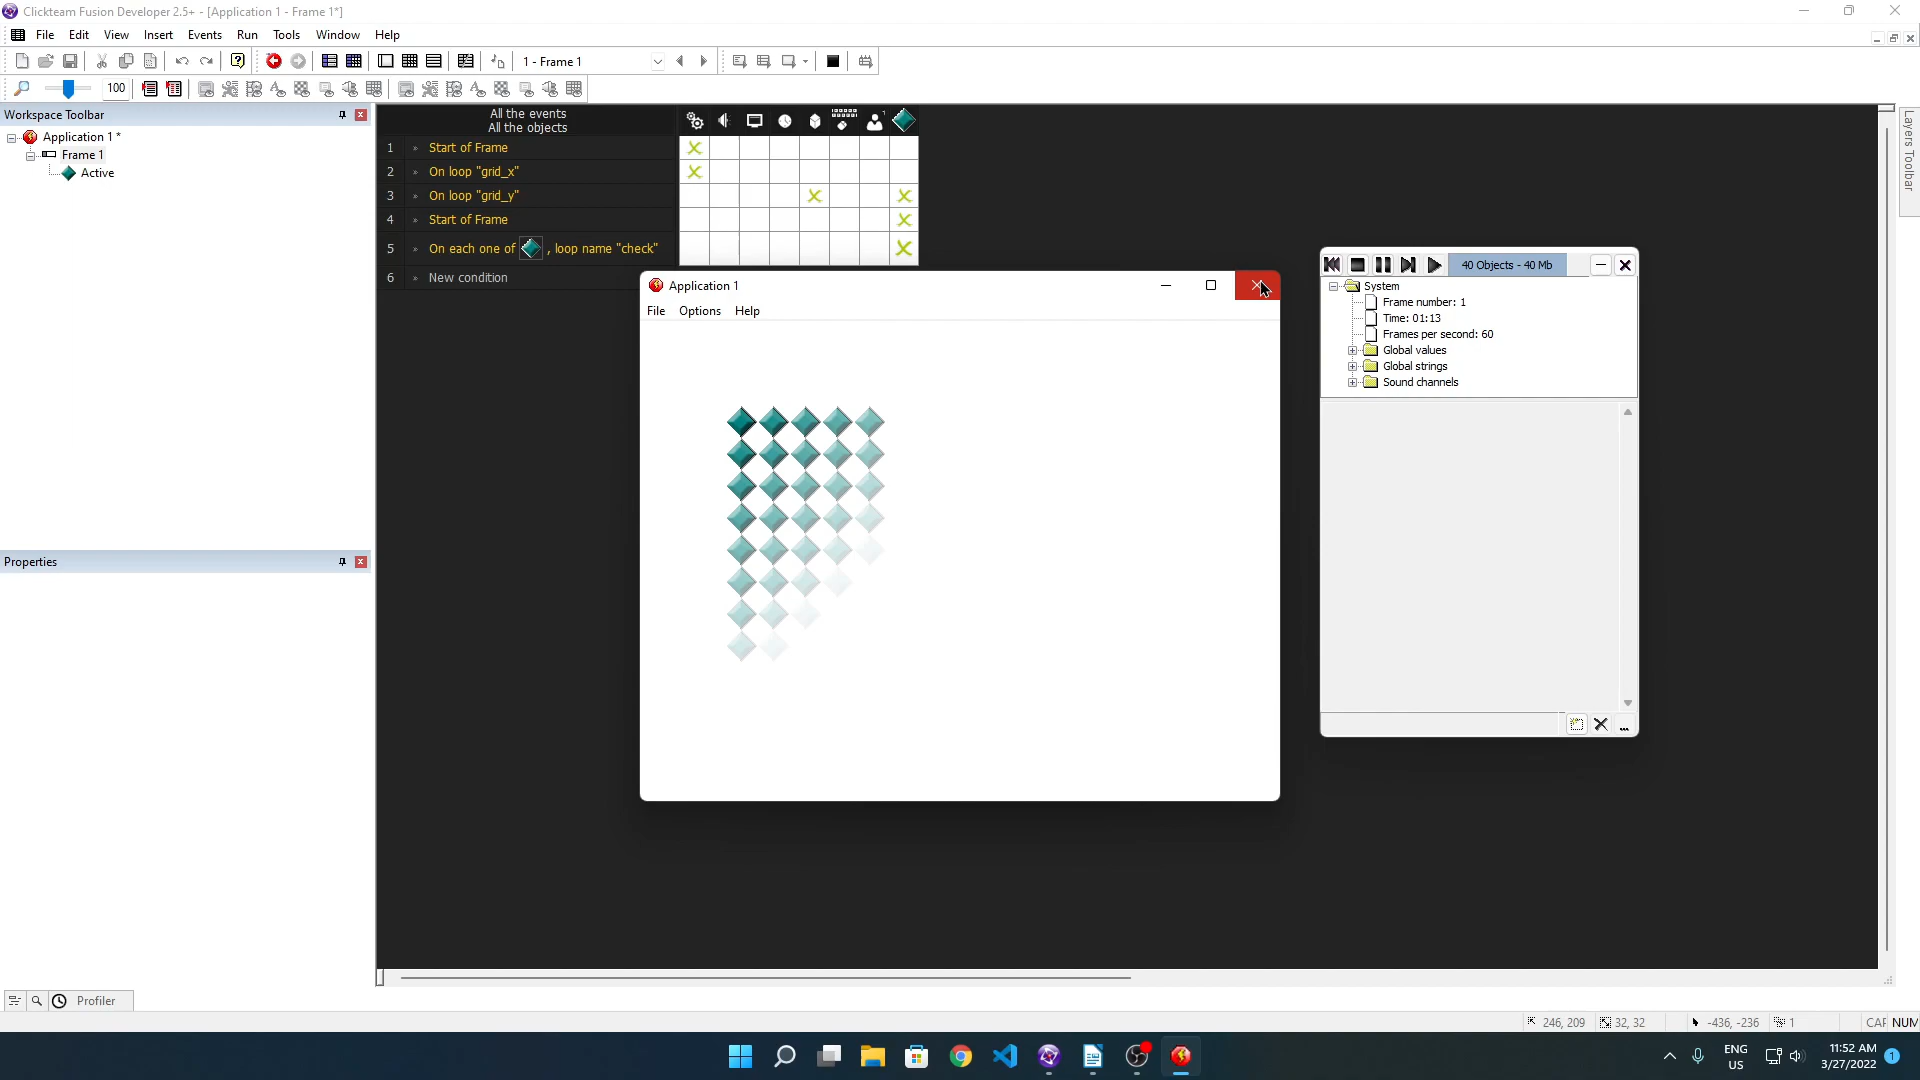 Clickteam Fusion Developer 2.5+ - [Application 1 - Frame 1*]
File Edit View Insert Events Run Tools Window Help
1 - Frame 1
100
Workspace Toolbar
Application 1 *
Frame 1
Active
Properties
Profiler
All the events
All the objects
1 » Start of Frame
2 » On loop "grid_x"
3 » On loop "grid_y"
4 » Start of Frame
5 » On each one of , loop name "check"
6 » New condition
Application 1
File Options Help
40 Objects - 40 Mb
System
Frame number: 1
Time: 01:13
Frames per second: 60
Global values
Global strings
Sound channels
...
Layers Toolbar
246, 209 32, 32 -436, -236 1 CAF NUM
ENG
US
11:52 AM
3/27/2022
1